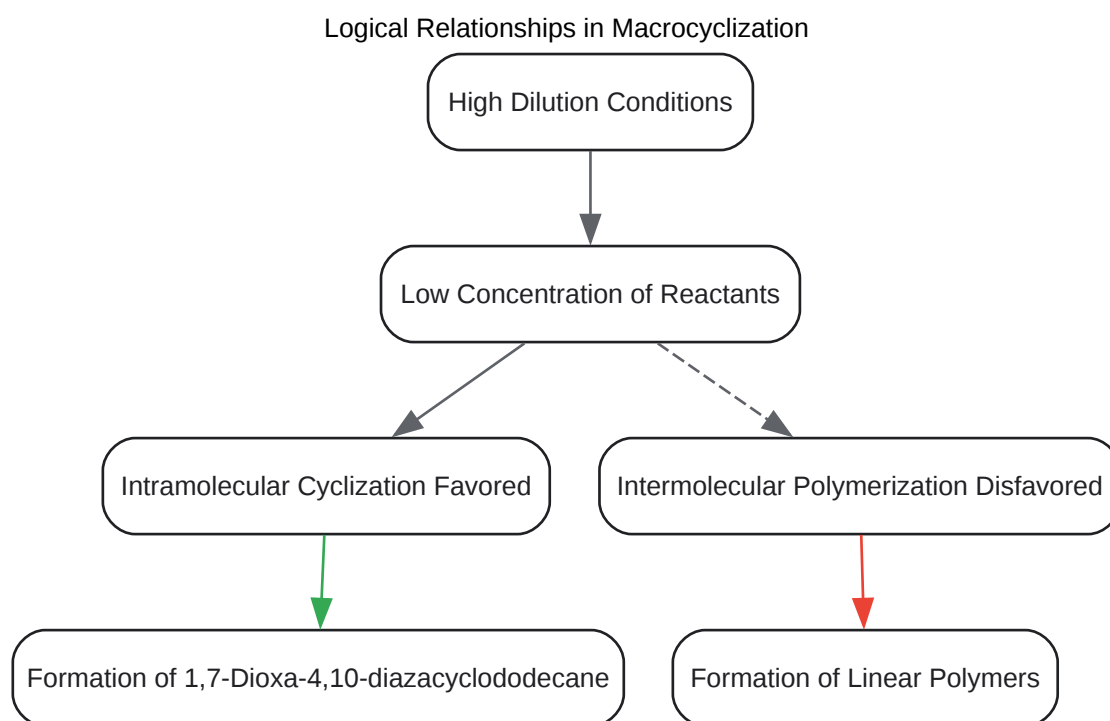 Logical Relationships in Macrocyclization
High Dilution Conditions
Low Concentration of Reactants
Intramolecular Cyclization Favored
Intermolecular Polymerization Disfavored
Formation of 1,7-Dioxa-4,10-diazacyclododecane
Formation of Linear Polymers